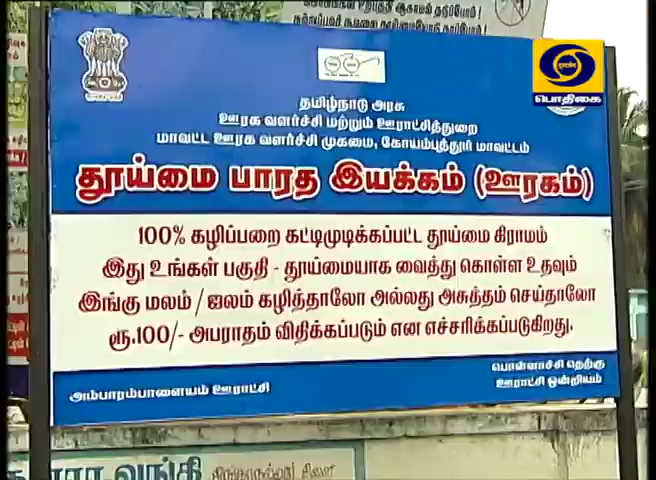 பொதிகை
தமிழ்நாடு அரசு
ஊரக வளர்ச்சி மற்றும் ஊராட்சித்துறை
மாவட்ட ஊரக வளர்ச்சி முகமை, கோயம்புத்தூர் மாவட்டம்
தூய்மை பாரத இயக்கம் (ஊரகம்)
100% கழிப்பறை கட்டிமுடிக்கப்பட்ட தூய்மை கிராமம்
இது உங்கள் பகுதி - தூய்மையாக வைத்து கொள்ள உதவும்
இங்கு மலம் / ஜலம் கழித்தாலோ அல்லது அசுத்தம் செய்தாலோ
ரூ.100/- அபராதம் விதிக்கப்படும் என எச்சரிக்கப்படுகிறது.
அம்பாரம்பாளையம் ஊராட்சி
பொள்ளாச்சி தெற்கு
ஊராட்சி ஒன்றியம்
வங்கி
கிளை